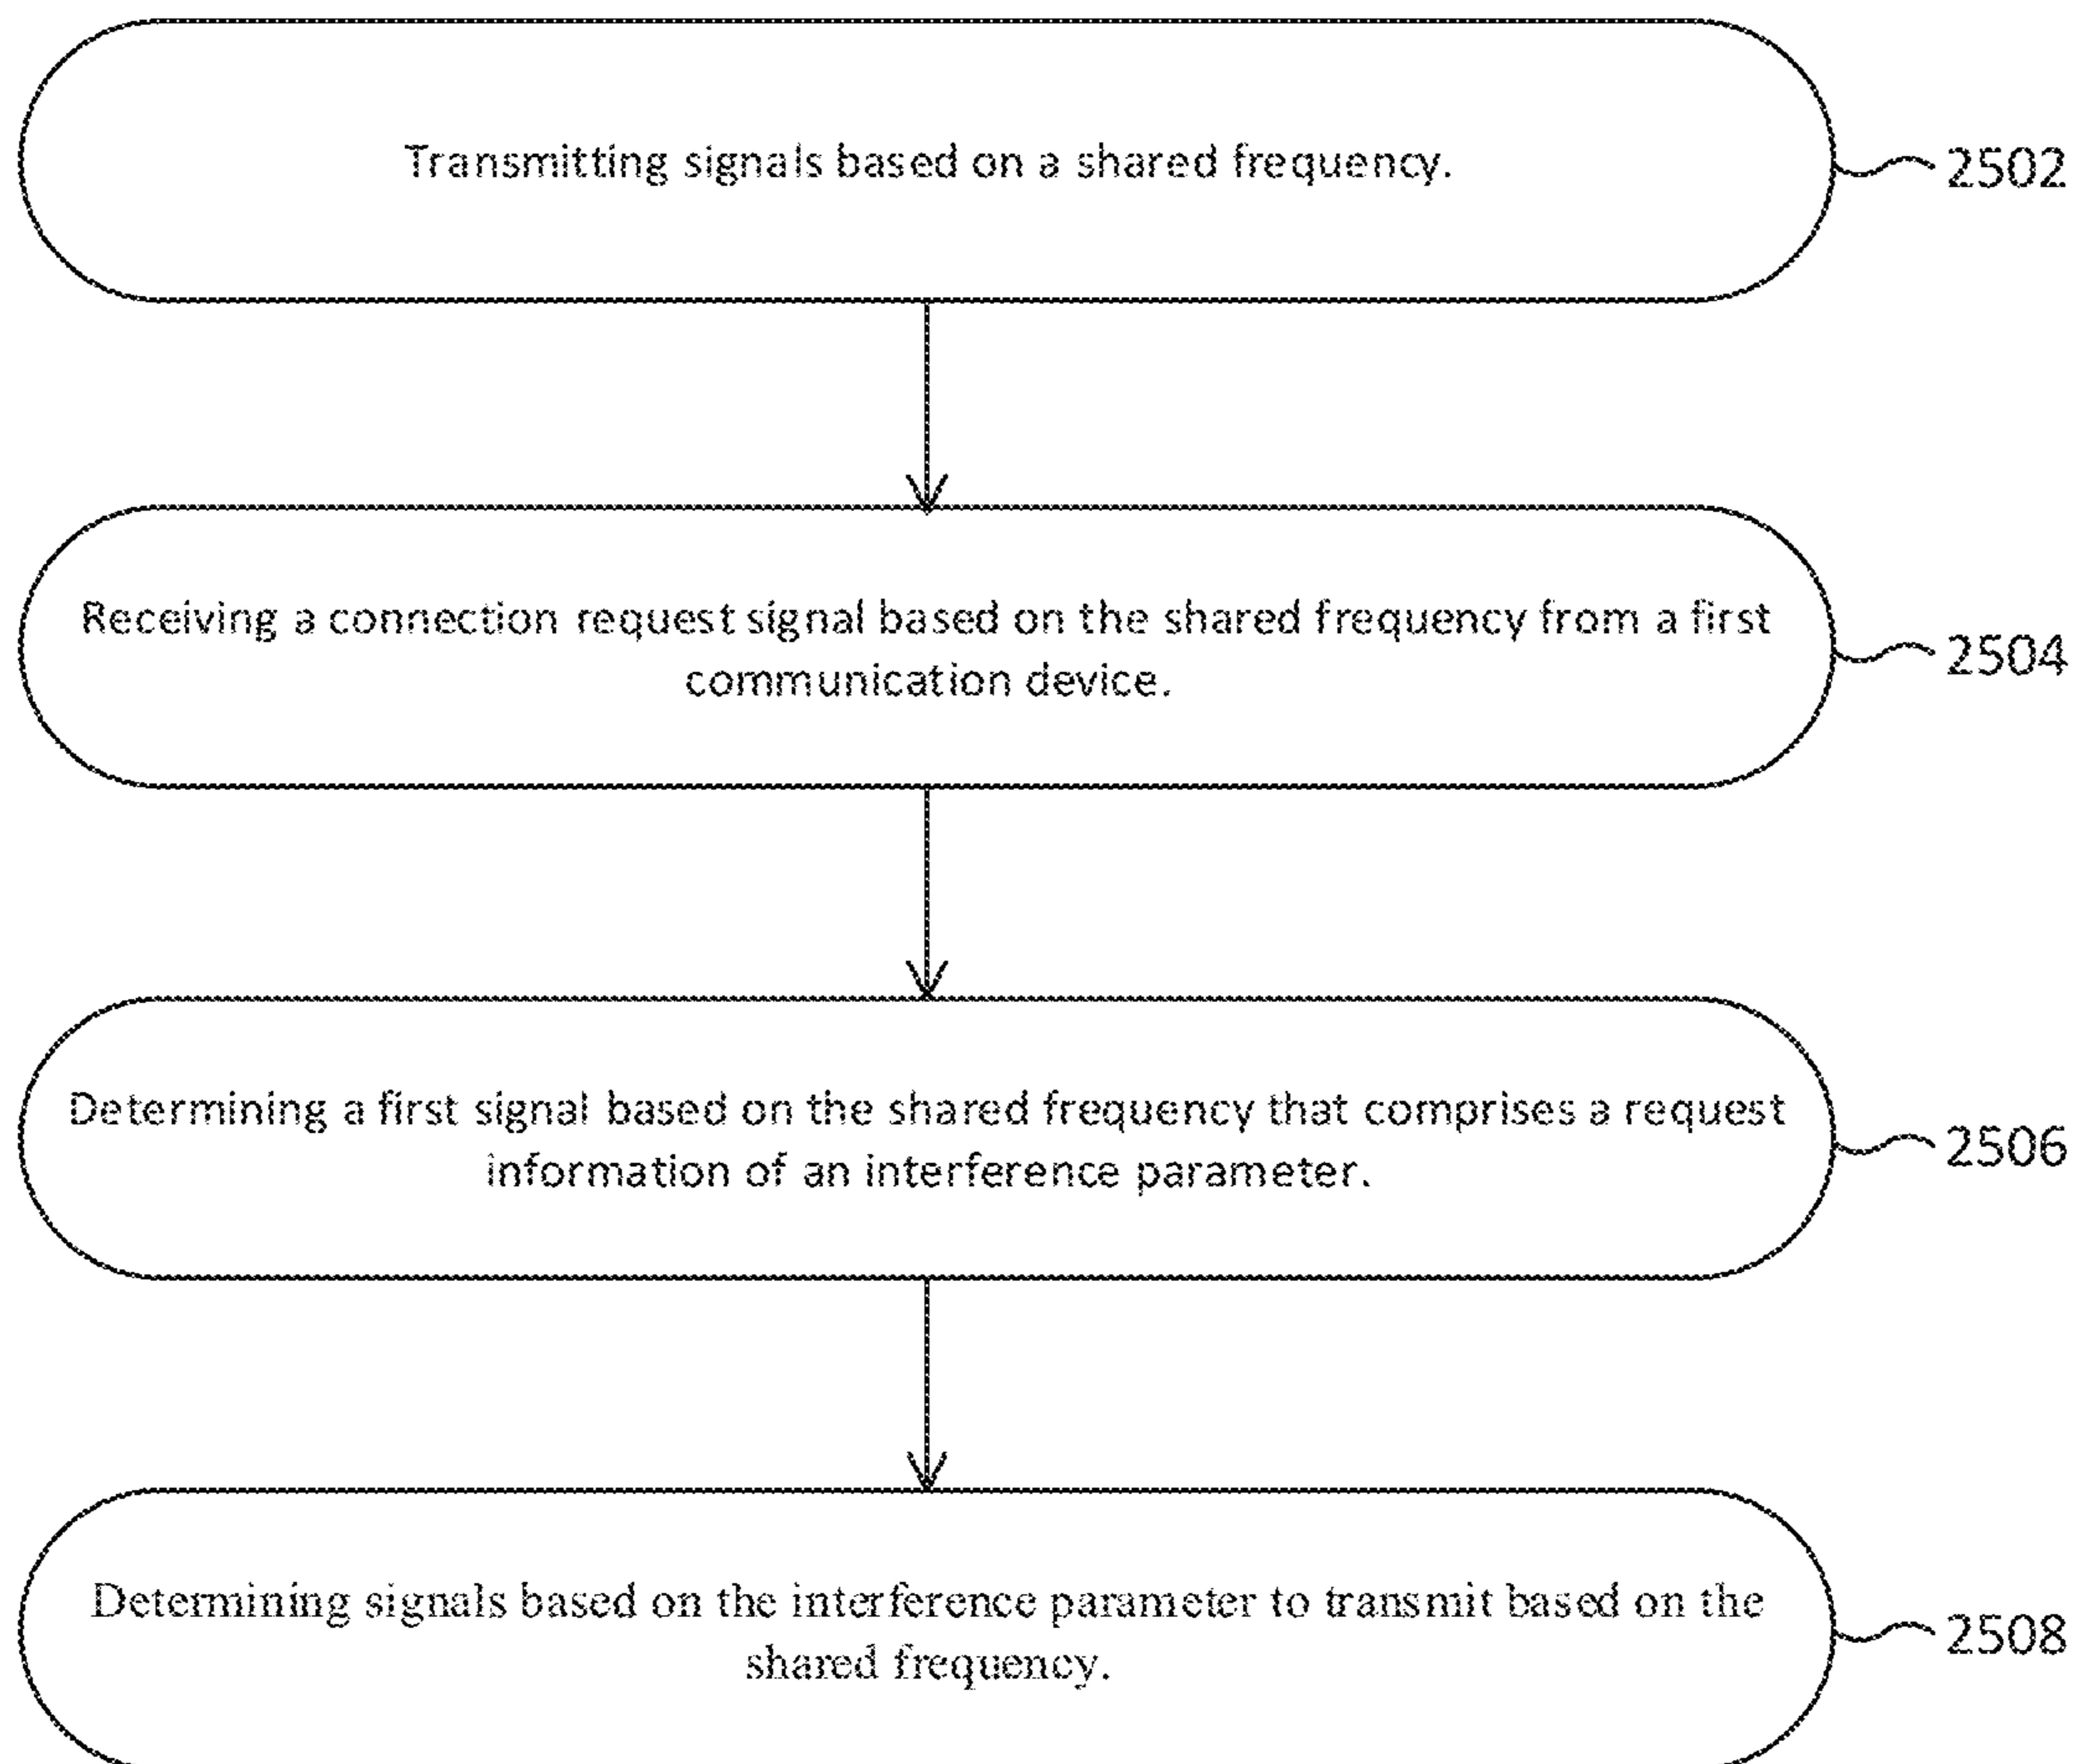 Transmitting signals based on a shared frequency.
2502
Receiving a connection request signal based on the shared frequency from a first
communication device.
2504
Determining a first signal based on the shared frequency that comprises a request
information of an interference parameter.
2506
Determining signals based on the interference parameter to transmit based on the
shared frequency.
2508